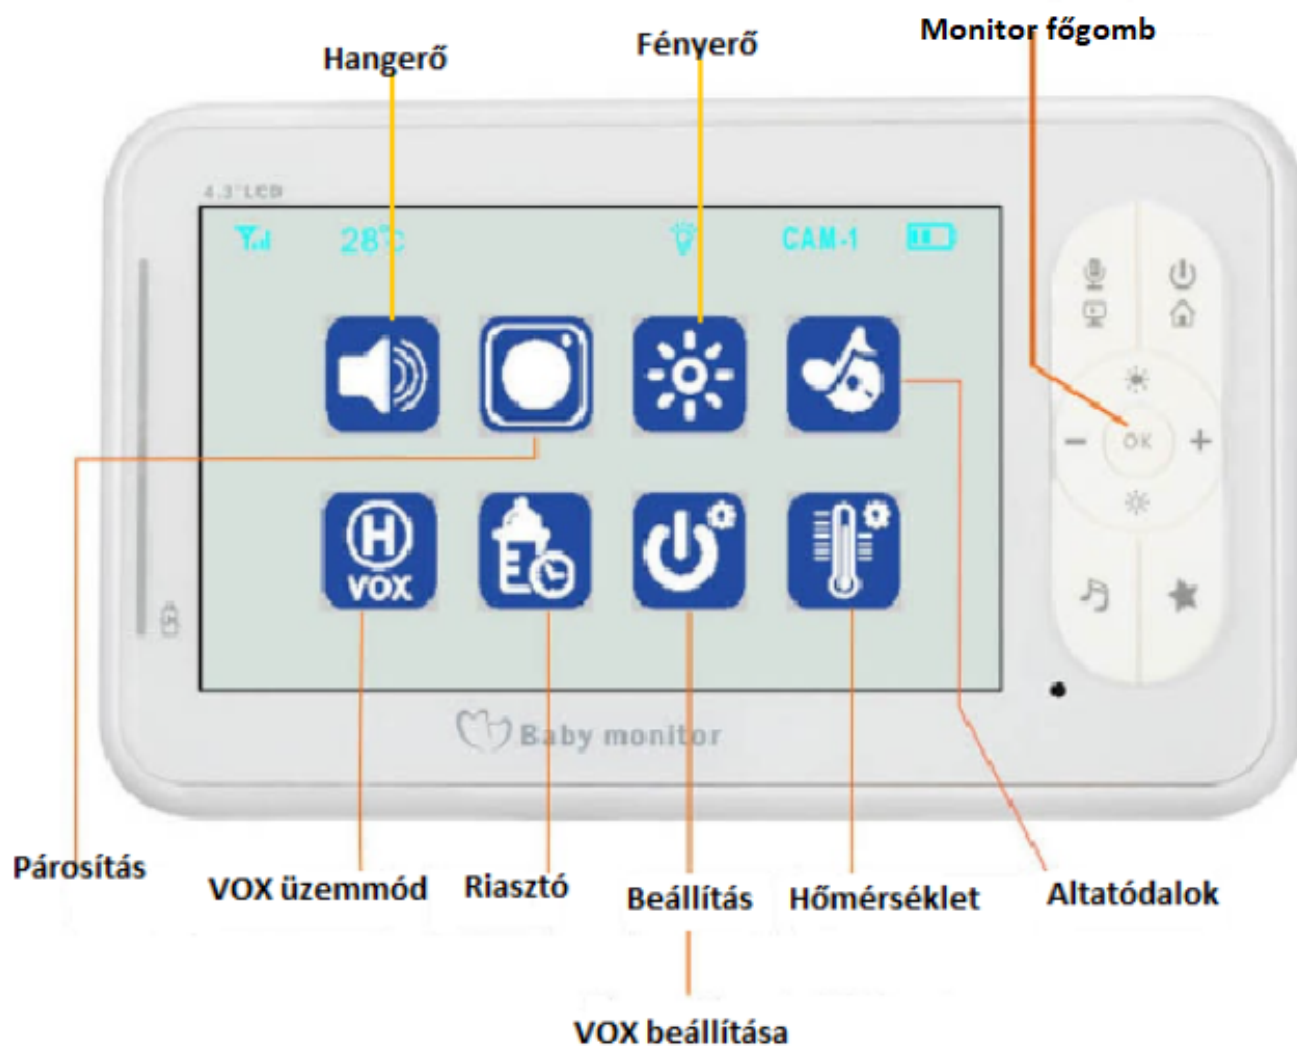 Hangerő
Fényerő
Monitor főgomb
4.3"LCD
28°C
CAM-1
OK
H
VOX
Baby monitor
Párosítás
VOX üzemmód
Riasztó
Beállítás
Hőmérséklet
Altatódalok
VOX beállítása